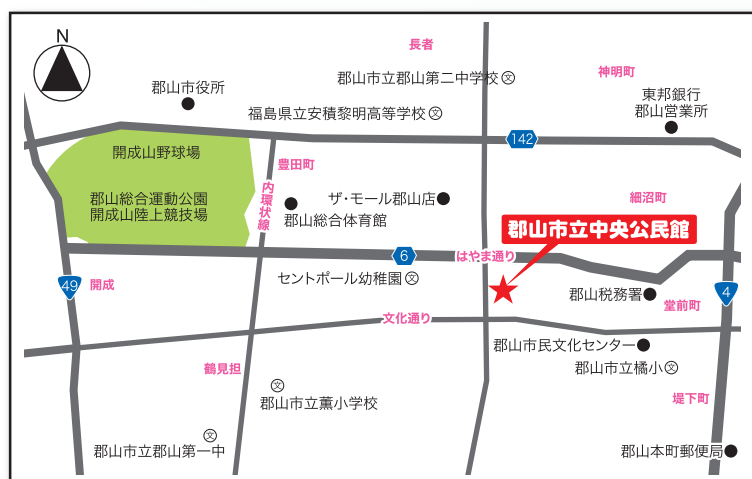 N
長者
郡山市立郡山第二中学校 文
神明町
郡山市役所
東邦銀行
郡山営業所
福島県立安積黎明高等学校 文
142
開成山野球場
豊田町
郡山総合運動公園
開成山陸上競技場
内環状線
ザ・モール郡山店
郡山総合体育館
細沼町
郡山市立中央公民館
6
はやま通り
セントポール幼稚園 文
49
開成
郡山税務署
4
堂前町
文化通り
郡山市民文化センター
鶴見担
郡山市立橘小 文
文
郡山市立薫小学校
堤下町
文
郡山市立郡山第一中
郡山本町郵便局